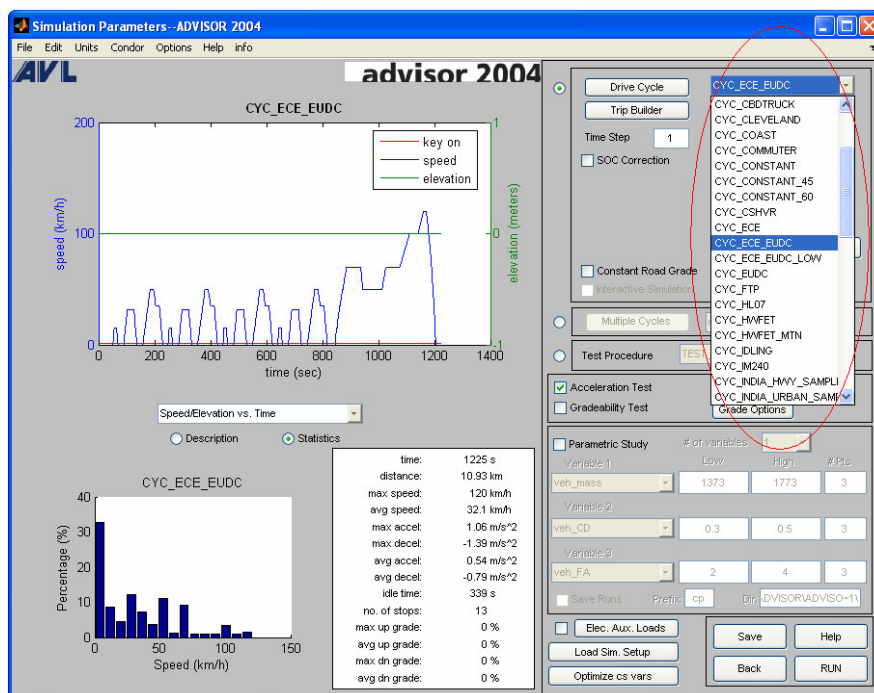 Simulation Parameters--ADVISOR 2004
File Edit Units Condor Options Help info
AVL
advisor 2004
CYC_ECE_EUDC
200
100
0
key on
speed
elevation
1
0
-1
speed (km/h)
elevation (meters)
0 200 400 600 800 1000 1200 1400
time (sec)
Speed/Elevation vs. Time
Description Statistics
CYC_ECE_EUDC
40
30
20
10
0
Percentage (%)
0 50 100 150
Speed (km/h)
time: 1225 s
distance: 10.93 km
max speed: 120 km/h
avg speed: 32.1 km/h
max accel: 1.06 m/s^2
max decel: -1.39 m/s^2
avg accel: 0.54 m/s^2
avg decel: -0.79 m/s^2
idle time: 339 s
no. of stops: 13
max up grade: 0 %
avg up grade: 0 %
max dn grade: 0 %
avg dn grade: 0 %
Drive Cycle
CYC_ECE_EUDC
Trip Builder
Time Step 1
SOC Correction
CYC_CBDTRUCK
CYC_CLEVELAND
CYC_COAST
CYC_COMMUTER
CYC_CONSTANT
CYC_CONSTANT_45
CYC_CONSTANT_60
CYC_CSHVR
CYC_ECE
CYC_ECE_EUDC
CYC_ECE_EUDC_LOW
CYC_EUDC
CYC_FTP
CYC_HL07
CYC_HWFET
CYC_HWFET_MTN
CYC_IDLING
CYC_IM240
CYC_INDIA_HWY_SAMPL
CYC_INDIA_URBAN_SAM
Constant Road Grade
Interactive Simulation
Multiple Cycles
Test Procedure TEST
Acceleration Test
Gradeability Test Grade Options
Parametric Study # of variables 1
Variable 1 Low High # Pts
veh_mass 1373 1773 3
Variable 2
veh_CD 0.3 0.5 3
Variable 3
veh_FA 2 4 3
Save Runs Prefix: cp Dir: \DVISOR\ADVISO~1\
Elec. Aux. Loads
Load Sim. Setup
Optimize cs vars
Save Help
Back RUN